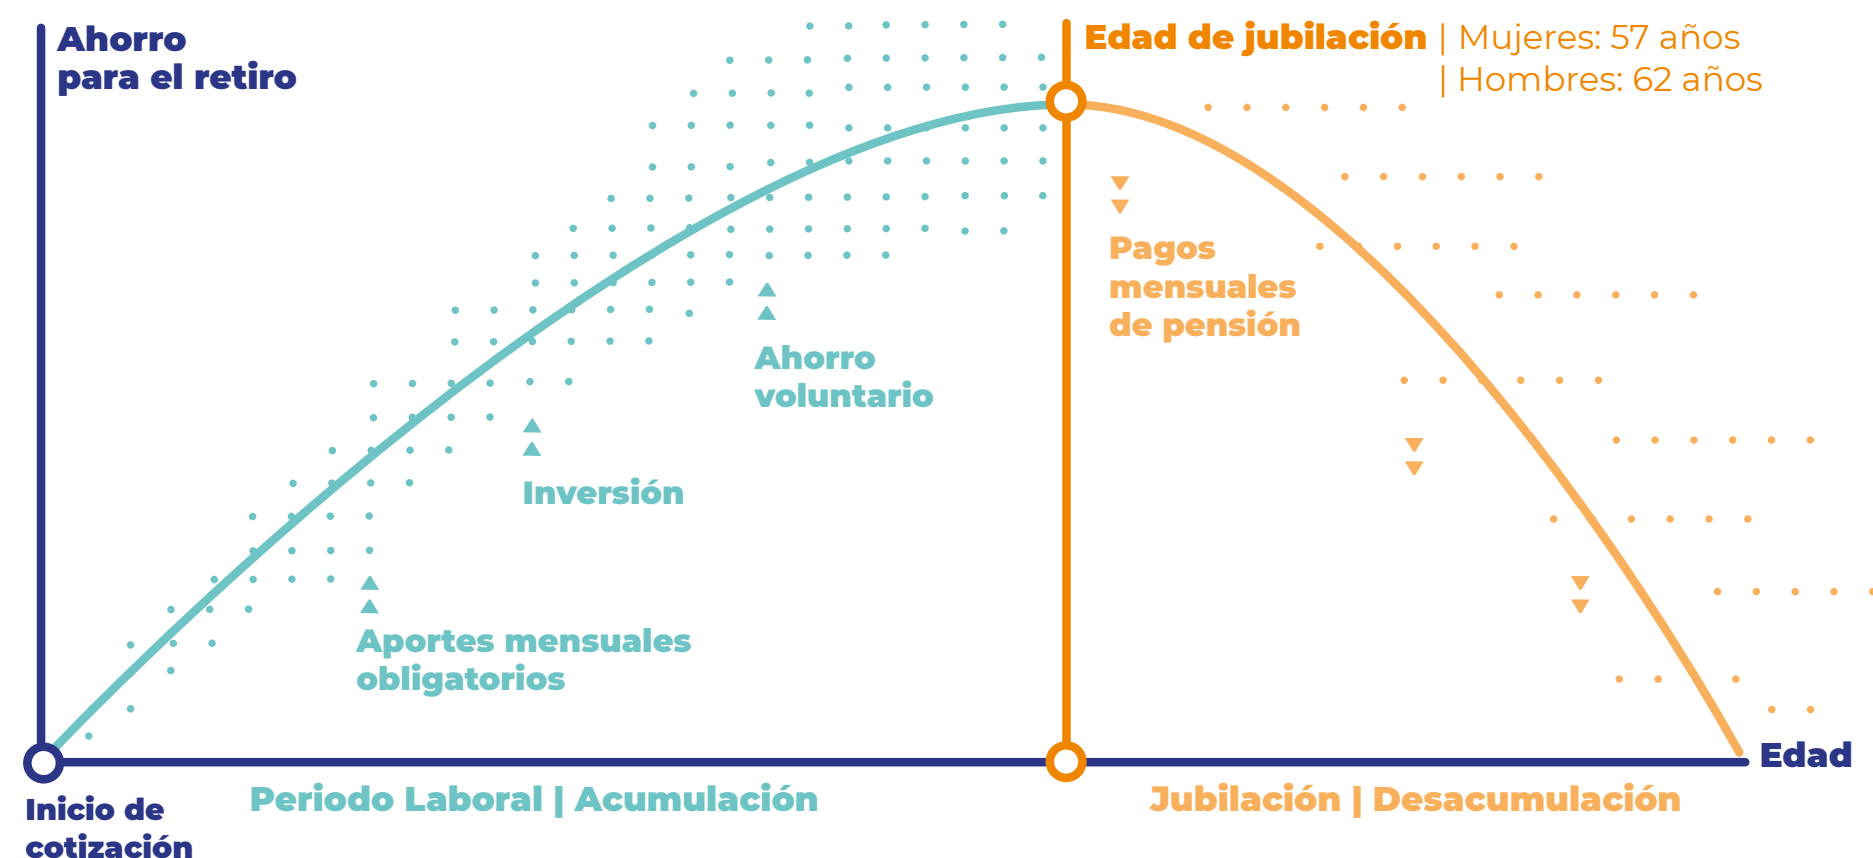 Ahorro
para el retiro
Edad de jubilación | Mujeres: 57 años
| Hombres: 62 años
Pagos
mensuales
de pensión
Ahorro
voluntario
Inversión
Aportes mensuales
obligatorios
Edad
Inicio de
cotización
Periodo Laboral | Acumulación
Jubilación | Desacumulación